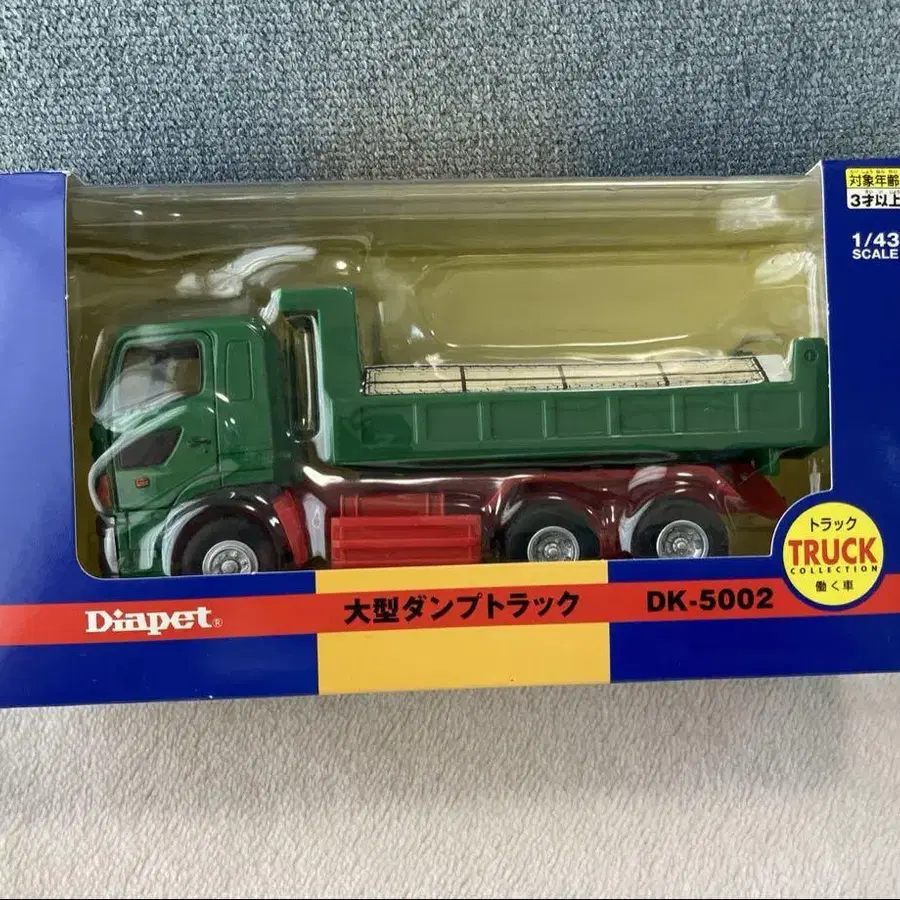 対象年齢
3才以上
1/43
SCALE
トラック
TRUCK
COLLECTION
働く車
Diapet®
大型ダンプトラック
DK-5002